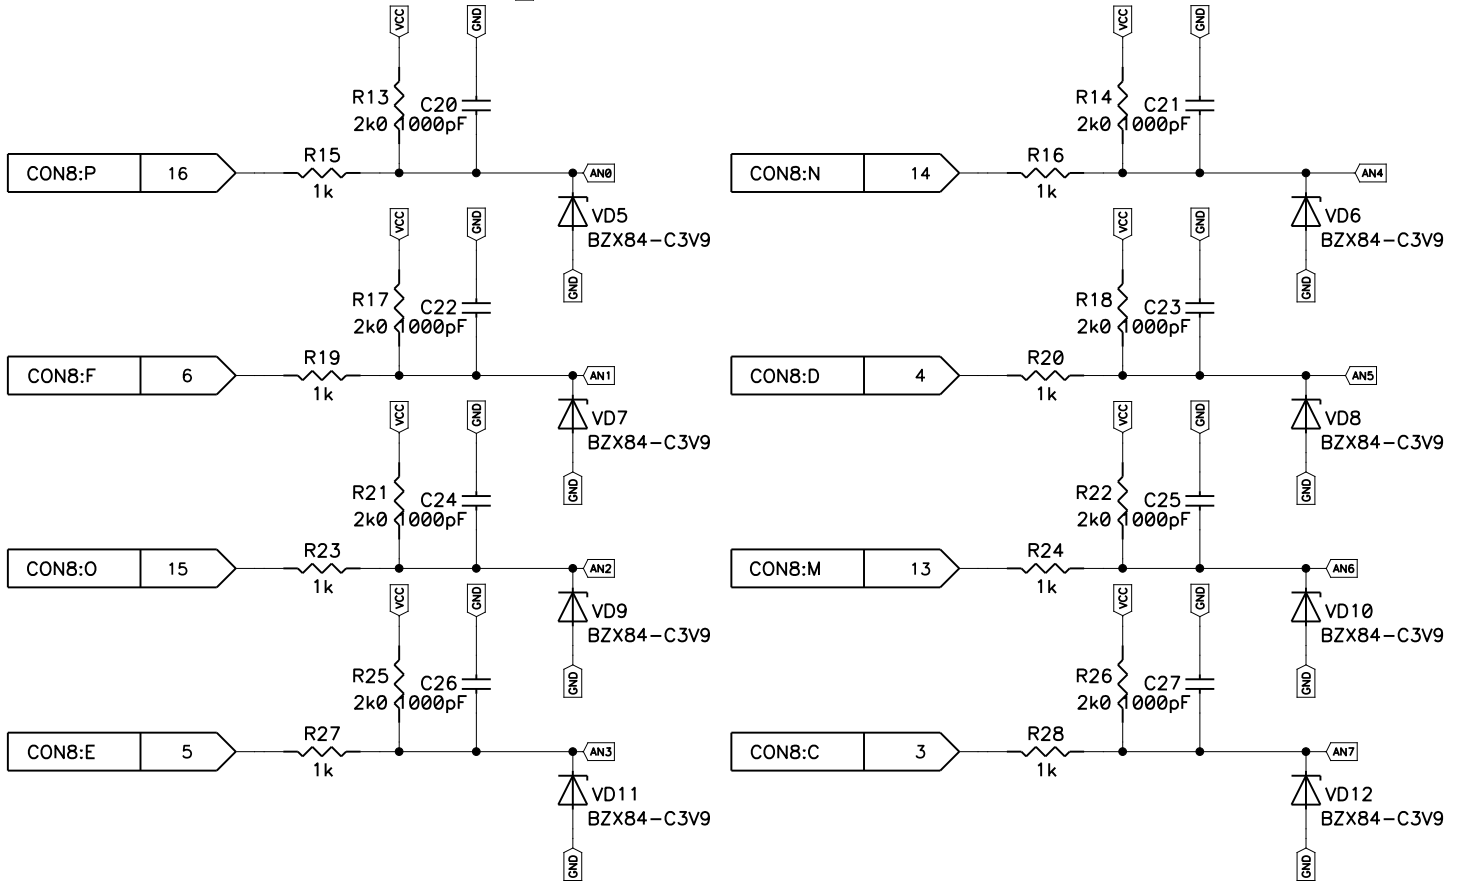 VCC GND VCC GND
R13 C20 R14 C21
2k0 1000pF 2k0 1000pF
CON8:P 16 R15 AN0 CON8:N 14 R16 AN4
1k 1k
VCC GND VD5 VCC GND VD6
BZX84-C3V9 BZX84-C3V9
GND GND
R17 C22 R18 C23
2k0 1000pF 2k0 1000pF
CON8:F 6 R19 AN1 CON8:D 4 R20 AN5
1k 1k
VCC GND VD7 VCC GND VD8
BZX84-C3V9 BZX84-C3V9
GND GND
R21 C24 R22 C25
2k0 1000pF 2k0 1000pF
CON8:O 15 R23 AN2 CON8:M 13 R24 AN6
1k 1k
VCC GND VD9 VCC GND VD10
BZX84-C3V9 BZX84-C3V9
GND GND
R25 C26 R26 C27
2k0 1000pF 2k0 1000pF
CON8:E 5 R27 AN3 CON8:C 3 R28 AN7
1k 1k
VD11 VD12
BZX84-C3V9 BZX84-C3V9
GND GND